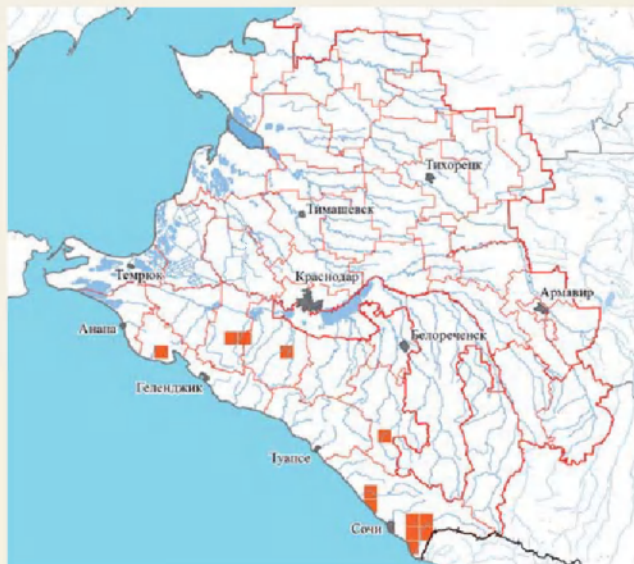 Тихорецк
Тимашевск
Темрюк
Краснодар
Армавир
Анапа
Белореченск
Геленджик
Туапсе
Сочи